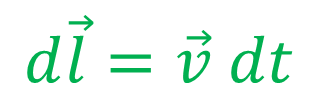 d\vec{l} = \vec{v} dt